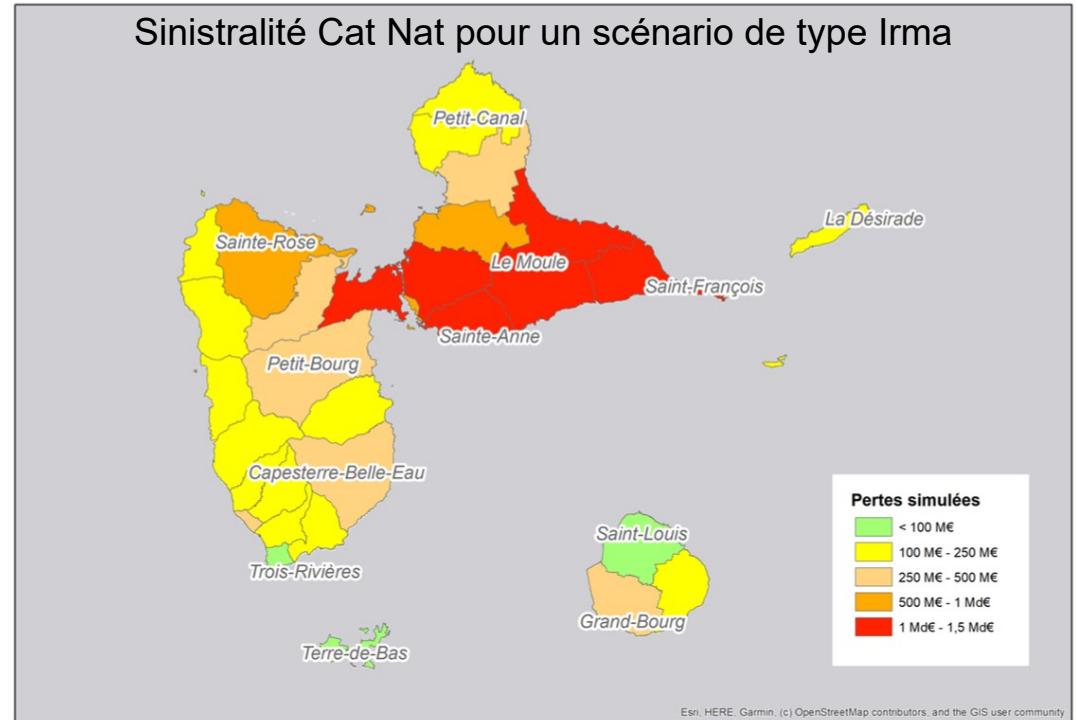 Sinistralité Cat Nat pour un scénario de type Irma
Petit-Canal
La Désirade
Sainte-Rose
Le Moule
Saint-François
Sainte-Anne
Petit-Bourg
Capesterre-Belle-Eau
Trois-Rivières
Saint-Louis
Grand-Bourg
Terre-de-Bas
Pertes simulées
< 100 M€
100 M€ - 250 M€
250 M€ - 500 M€
500 M€ - 1 Md€
1 Md€ - 1,5 Md€
Esri, HERE, Garmin, (c) OpenStreetMap contributors, and the GIS user community